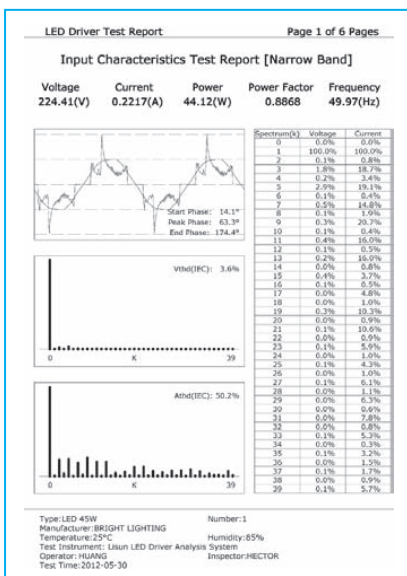 LED Driver Test Report Page 1 of 6 Pages
Input Characteristics Test Report [Narrow Band]
Voltage Current Power Power Factor Frequency
224.41(V) 0.2217(A) 44.12(W) 0.8868 49.97(Hz)
Start Phase: 14.1°
Peak Phase: 63.3°
End Phase: 174.4°
Vthd(IEC): 3.6%
0 K 39
Athd(IEC): 50.2%
0 K 39
Spectrum(k) Voltage Current
0 0.0% 0.0%
1 100.0% 100.0%
2 0.1% 0.8%
3 1.8% 18.7%
4 0.2% 3.4%
5 2.9% 19.1%
6 0.1% 0.4%
7 0.5% 14.8%
8 0.1% 1.9%
9 0.3% 20.7%
10 0.1% 0.4%
11 0.4% 16.0%
12 0.1% 0.5%
13 0.2% 16.0%
14 0.0% 0.8%
15 0.4% 3.7%
16 0.1% 0.5%
17 0.0% 4.8%
18 0.0% 1.0%
19 0.3% 10.3%
20 0.0% 0.9%
21 0.1% 10.6%
22 0.0% 0.9%
23 0.1% 5.9%
24 0.0% 1.0%
25 0.1% 4.3%
26 0.0% 1.0%
27 0.1% 6.1%
28 0.0% 1.1%
29 0.0% 6.3%
30 0.0% 0.6%
31 0.0% 7.8%
32 0.0% 0.8%
33 0.1% 5.3%
34 0.0% 0.3%
35 0.1% 3.2%
36 0.0% 1.5%
37 0.1% 1.7%
38 0.0% 0.9%
39 0.1% 5.7%
Type:LED 45W Number:1
Manufacturer:BRIGHT LIGHTING
Temperature:25°C Humidity:85%
Test Instrument: Lisun LED Driver Analysis System
Operator: HUANG Inspector:HECTOR
Test Time:2012-05-30